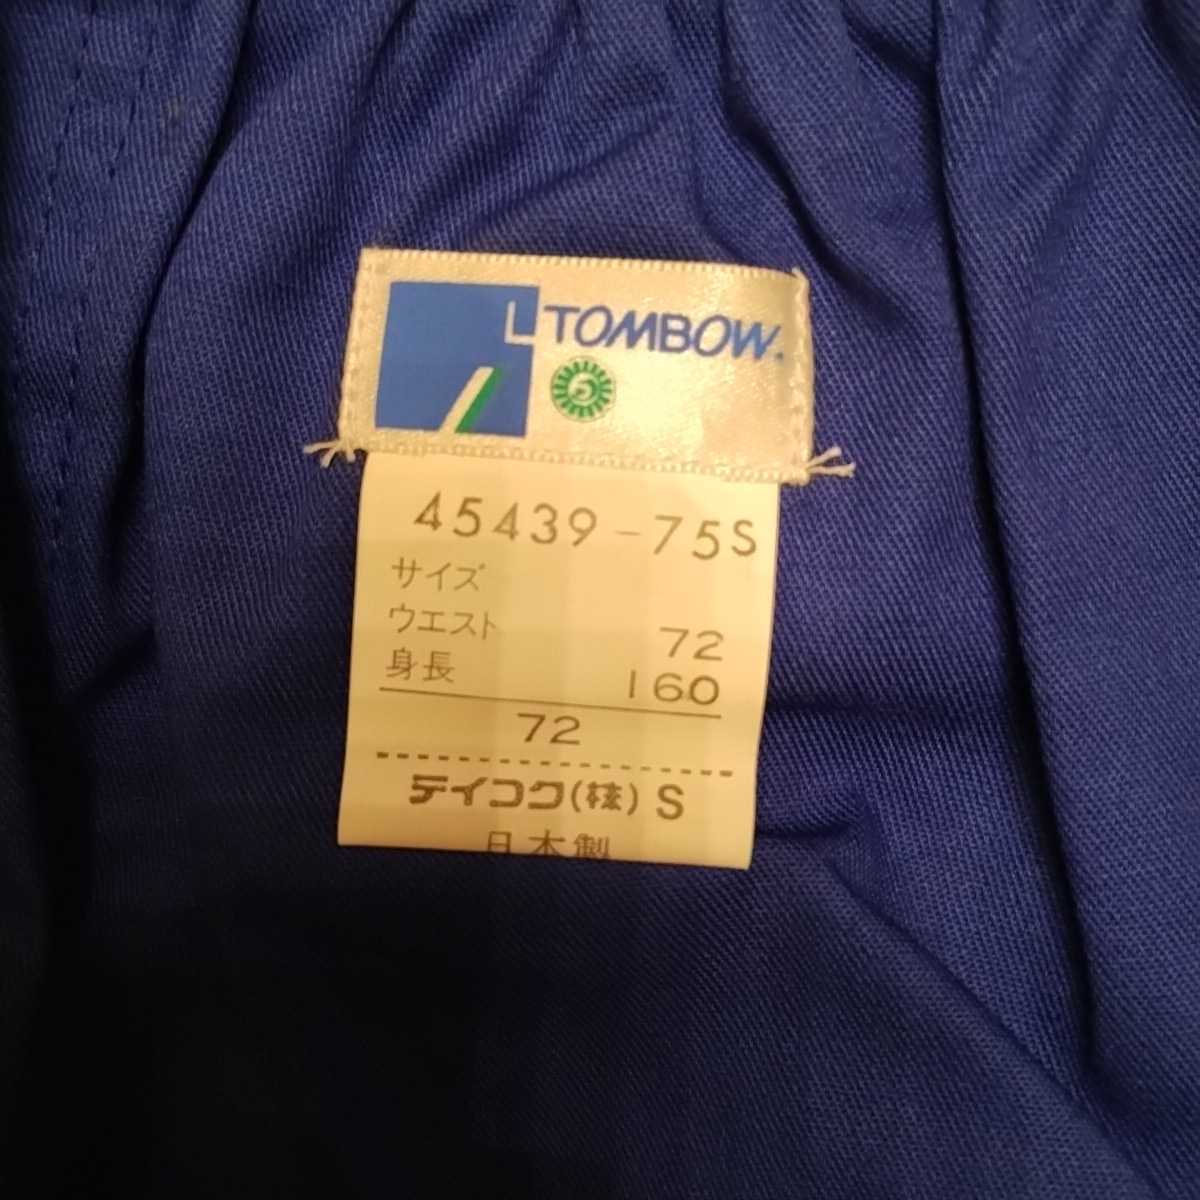 TOMBOW.
5
45439-75S
サイズ
ウエスト 72
身長 160
72
テイコク(株) S
日本製